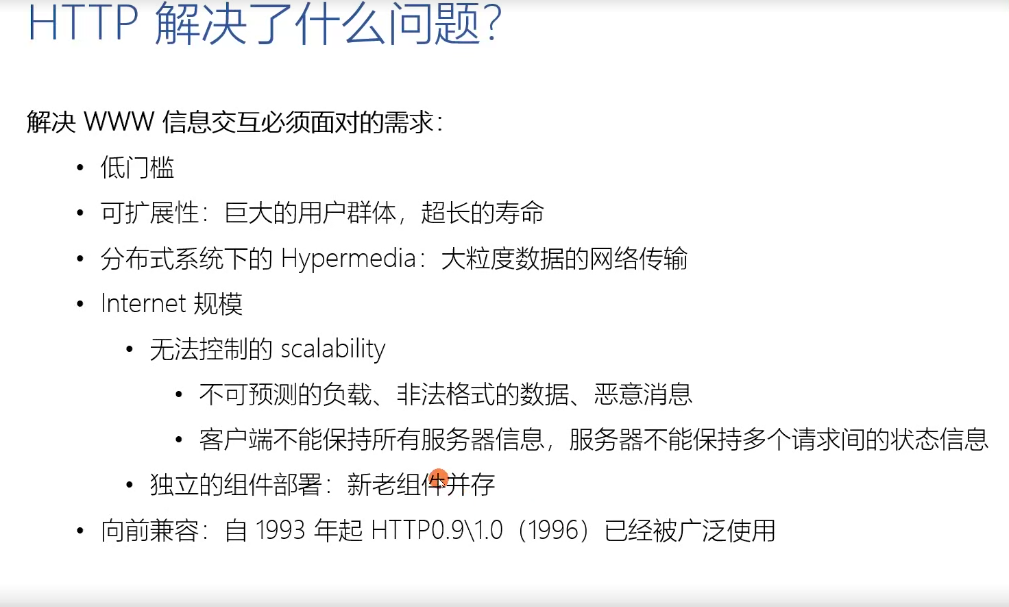 HTTP 解决了什么问题?
解决 WWW 信息交互必须面对的需求:
• 低门槛
• 可扩展性：巨大的用户群体，超长的寿命
• 分布式系统下的 Hypermedia：大粒度数据的网络传输
• Internet 规模
• 无法控制的 scalability
• 不可预测的负载、非法格式的数据、恶意消息
• 客户端不能保持所有服务器信息，服务器不能保持多个请求间的状态信息
• 独立的组件部署：新老组件并存
• 向前兼容：自 1993 年起 HTTP0.9\1.0（1996）已经被广泛使用